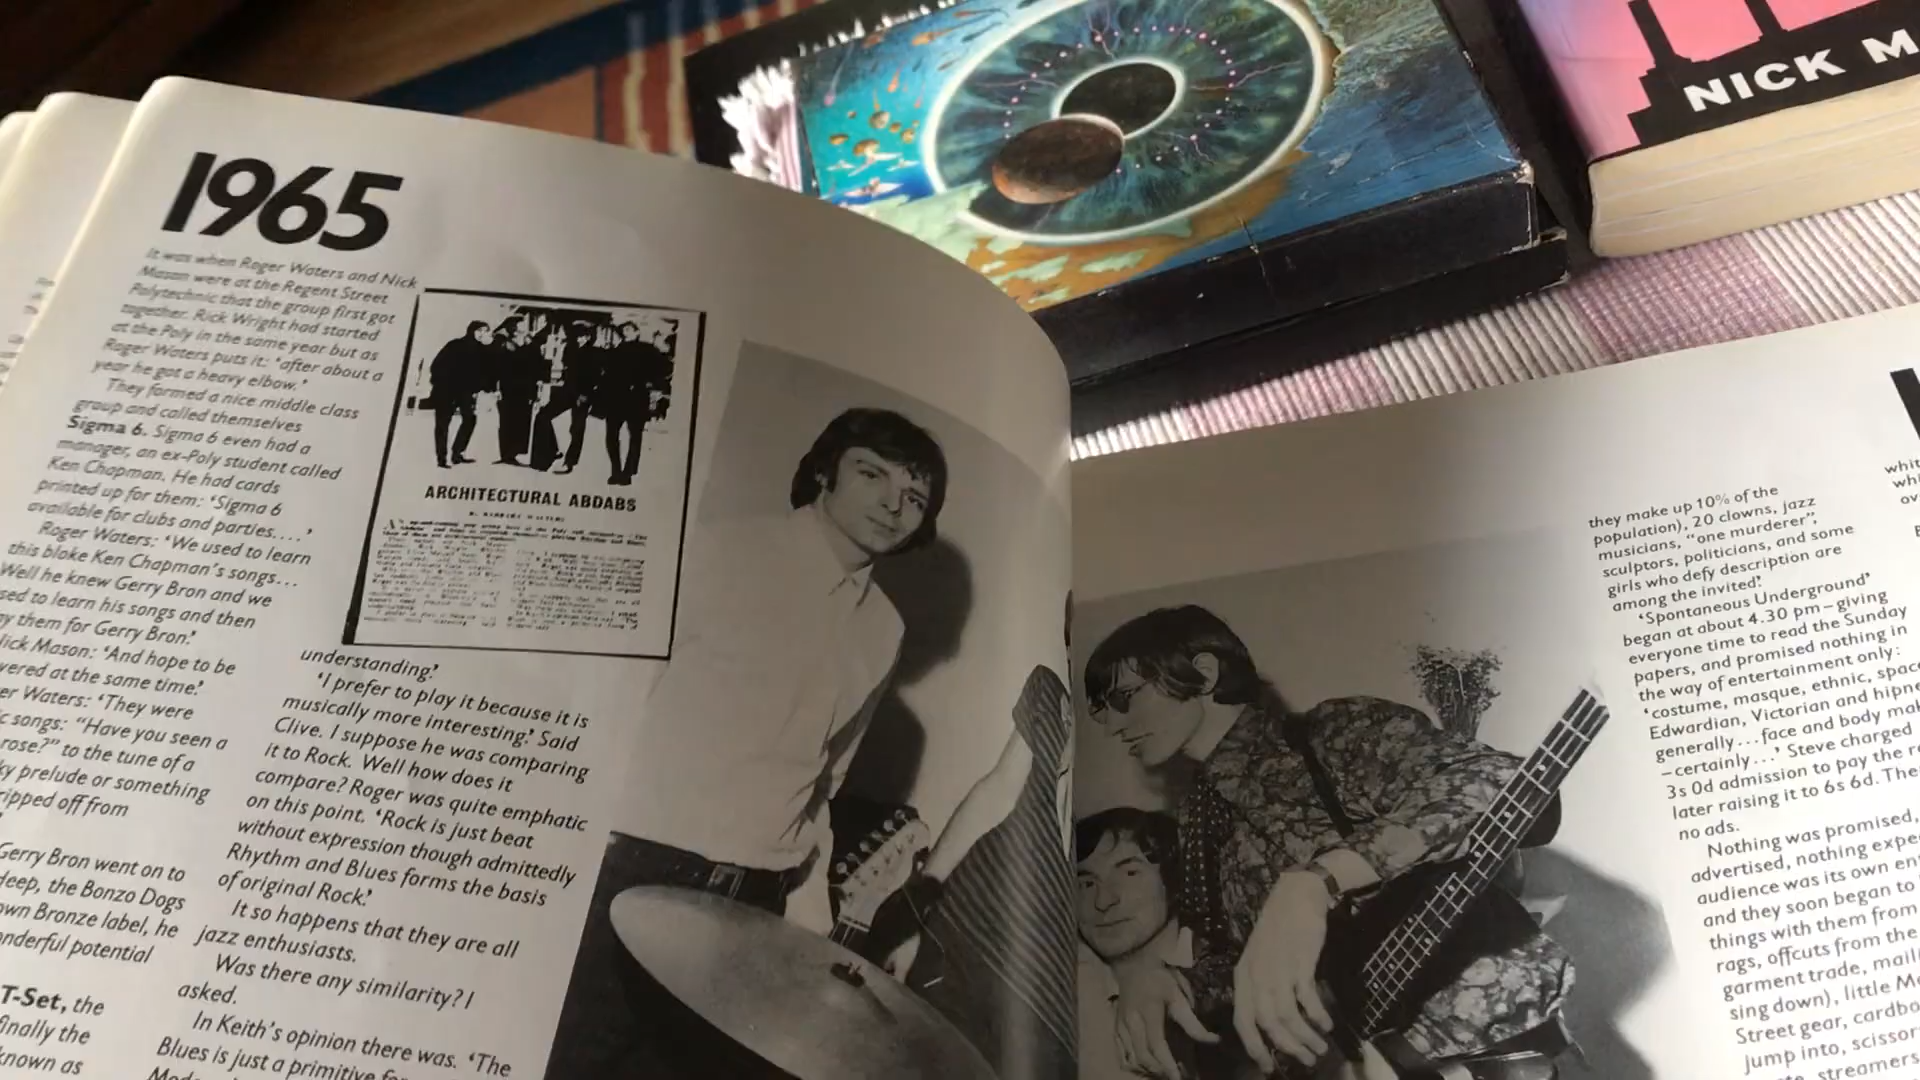 NICK M
1965
It was when Roger Waters and Nick
Mason were at the Regent Street
Polytechnic that the group first got
together. Rick Wright had started
at the Poly in the same year but as
Roger Waters puts it: ‘after about a
year he got a heavy elbow.’
They formed a nice middle class
group and called themselves
Sigma 6. Sigma 6 even had a
manager, an ex-Poly student called
Ken Chapman. He had cards
printed up for them: ‘Sigma 6
available for clubs and parties....’
Roger Waters: ‘We used to learn
this bloke Ken Chapman's songs...
Well he knew Gerry Bron and we
sed to learn his songs and then
y them for Gerry Bron.’
Nick Mason: ‘And hope to be
vered at the same time.’
er Waters: ‘They were
c songs: “Have you seen a
rose?” to the tune of a
ky prelude or something
ripped off from
Gerry Bron went on to
deep, the Bonzo Dogs
own Bronze label, he
onderful potential
T-Set, the
finally the
known as
ARCHITECTURAL ABDABS
understanding.’
‘I prefer to play it because it is
musically more interesting.’ Said
Clive. I suppose he was comparing
it to Rock. Well how does it
compare? Roger was quite emphatic
on this point. ‘Rock is just beat
without expression though admittedly
Rhythm and Blues forms the basis
of original Rock.’
It so happens that they are all
jazz enthusiasts.
Was there any similarity? I
asked.
In Keith's opinion there was. ‘The
Blues is just a primitive
they make up 10% of the
population), 20 clowns, jazz
musicians, “one murderer”,
sculptors, politicians, and some
girls who defy description are
among the invited.’
‘Spontaneous Underground’
began at about 4.30 pm – giving
everyone time to read the Sunday
papers, and promised nothing in
the way of entertainment only:
‘costume, masque, ethnic, space
Edwardian, Victorian and hipne
generally...face and body mak
– certainly...’ Steve charged
3s 0d admission to pay the re
later raising it to 6s 6d. The
no ads.
Nothing was promised,
advertised, nothing expe
audience was its own en
and they soon began to
things with them from
rags, offcuts from the
garment trade, maili
sing down), little Me
Street gear, cardbo
jump into, scissor
streamers
whit
whi
ov